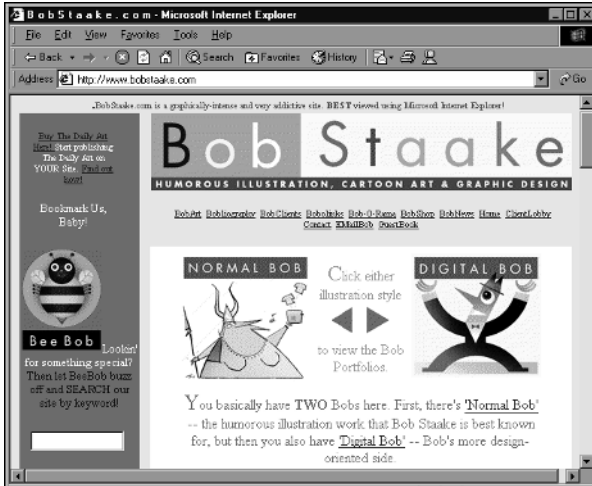 BobStaake.com - Microsoft Internet Explorer
File Edit View Favorites Tools Help
Back Search Favorites History
Address http://www.bobstaake.com Go
BobStaake.com is a graphically-intense and very addictive site. BEST viewed using Microsoft Internet Explorer!
Buy The Daily Art
Here! Start publishing
The Daily Art on
YOUR Site. Find out
how!
Bookmark Us,
Baby!
Bee Bob Lookin'
for something special?
Then let BeeBob buzz
off and SEARCH our
site by keyword!
Bob Staake
HUMOROUS ILLUSTRATION, CARTOON ART & GRAPHIC DESIGN
BobArt Bobliography BobClients Bobolinks Bob-O-Rama BobShop BobNews Home ClientLobby
Contact EMailBob GuestBook
NORMAL BOB
Click either
illustration style
to view the Bob
Portfolios.
DIGITAL BOB
You basically have TWO Bobs here. First, there's 'Normal Bob'
-- the humorous illustration work that Bob Staake is best known
for, but then you also have 'Digital Bob' -- Bob's more design-
oriented side.